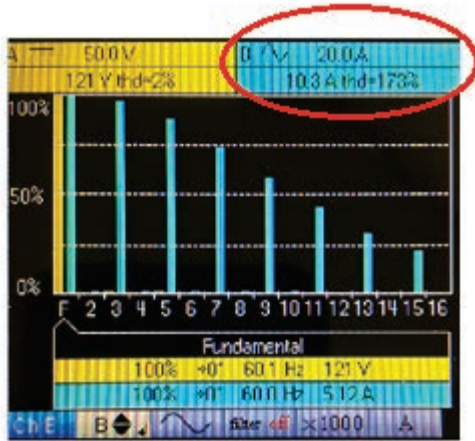 A 50.0 V
121 V thd=2%
B 20.0 A
10.3 A thd=173%
100%
50%
0%
F 2 3 4 5 6 7 8 9 10 11 12 13 14 15 16
Fundamental
100% +0° 60.1 Hz 121 V
100% +0° 60.0 Hz 5.12 A
Ch E B filter off ×1000 A